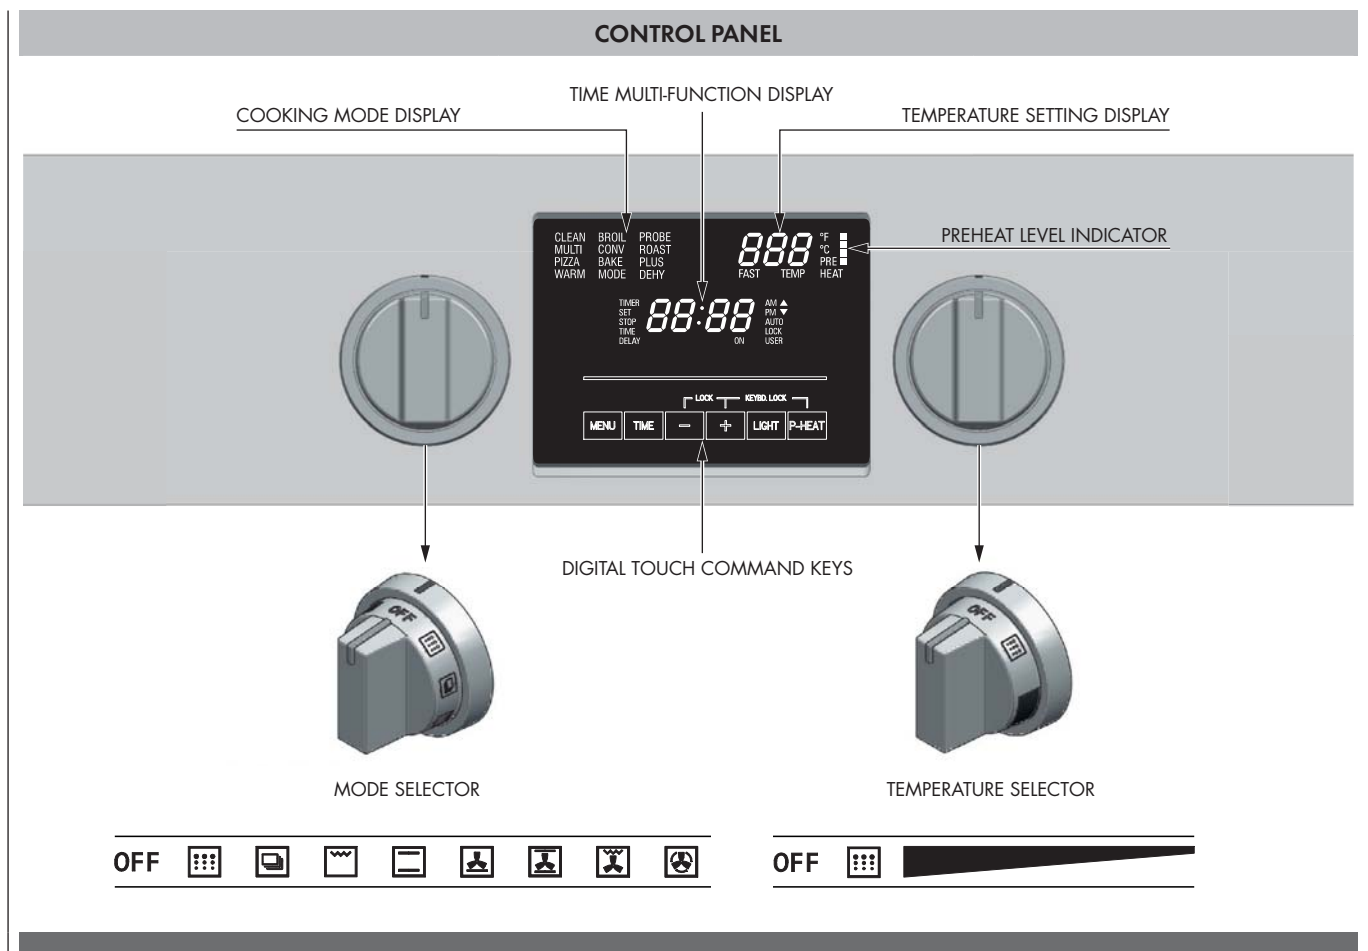 CONTROL PANEL
TIME MULTI-FUNCTION DISPLAY
COOKING MODE DISPLAY
TEMPERATURE SETTING DISPLAY
PREHEAT LEVEL INDICATOR
CLEAN BROIL PROBE
MULTI CONV ROAST
PIZZA BAKE PLUS
WARM MODE DEHY
888 °F
°C
PRE
FAST TEMP HEAT
TIMER
SET
STOP
TIME
DELAY
88:88
ON
AM ▲
PM ▼
AUTO
LOCK
USER
LOCK KEYBD. LOCK
MENU TIME − + LIGHT P-HEAT
DIGITAL TOUCH COMMAND KEYS
OFF
OFF
MODE SELECTOR
TEMPERATURE SELECTOR
OFF
OFF